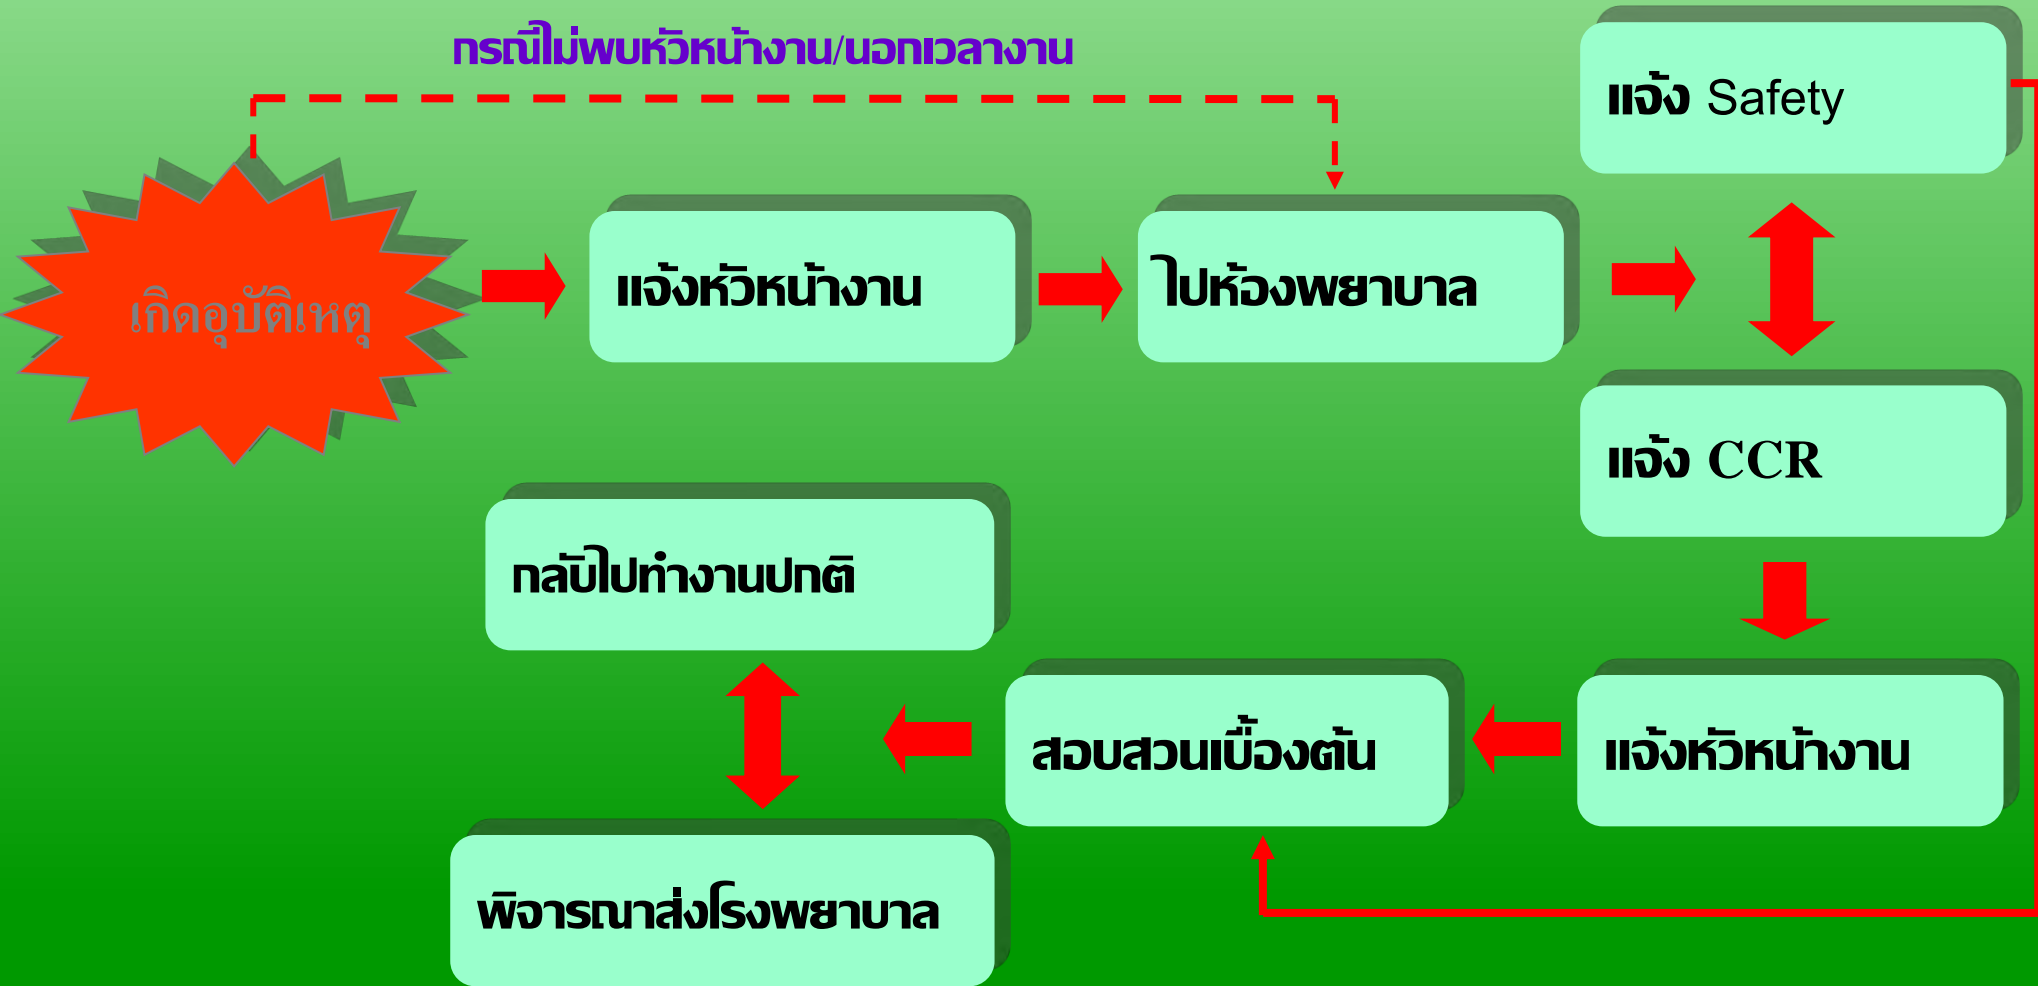 กรณีไม่พบหัวหน้างาน/นอกเวลางาน
แจ้ง Safety
เกิดอุบัติเหตุ
แจ้งหัวหน้างาน
ไปห้องพยาบาล
แจ้ง CCR
กลับไปทำงานปกติ
สอบสวนเบื้องต้น
แจ้งหัวหน้างาน
พิจารณาส่งโรงพยาบาล